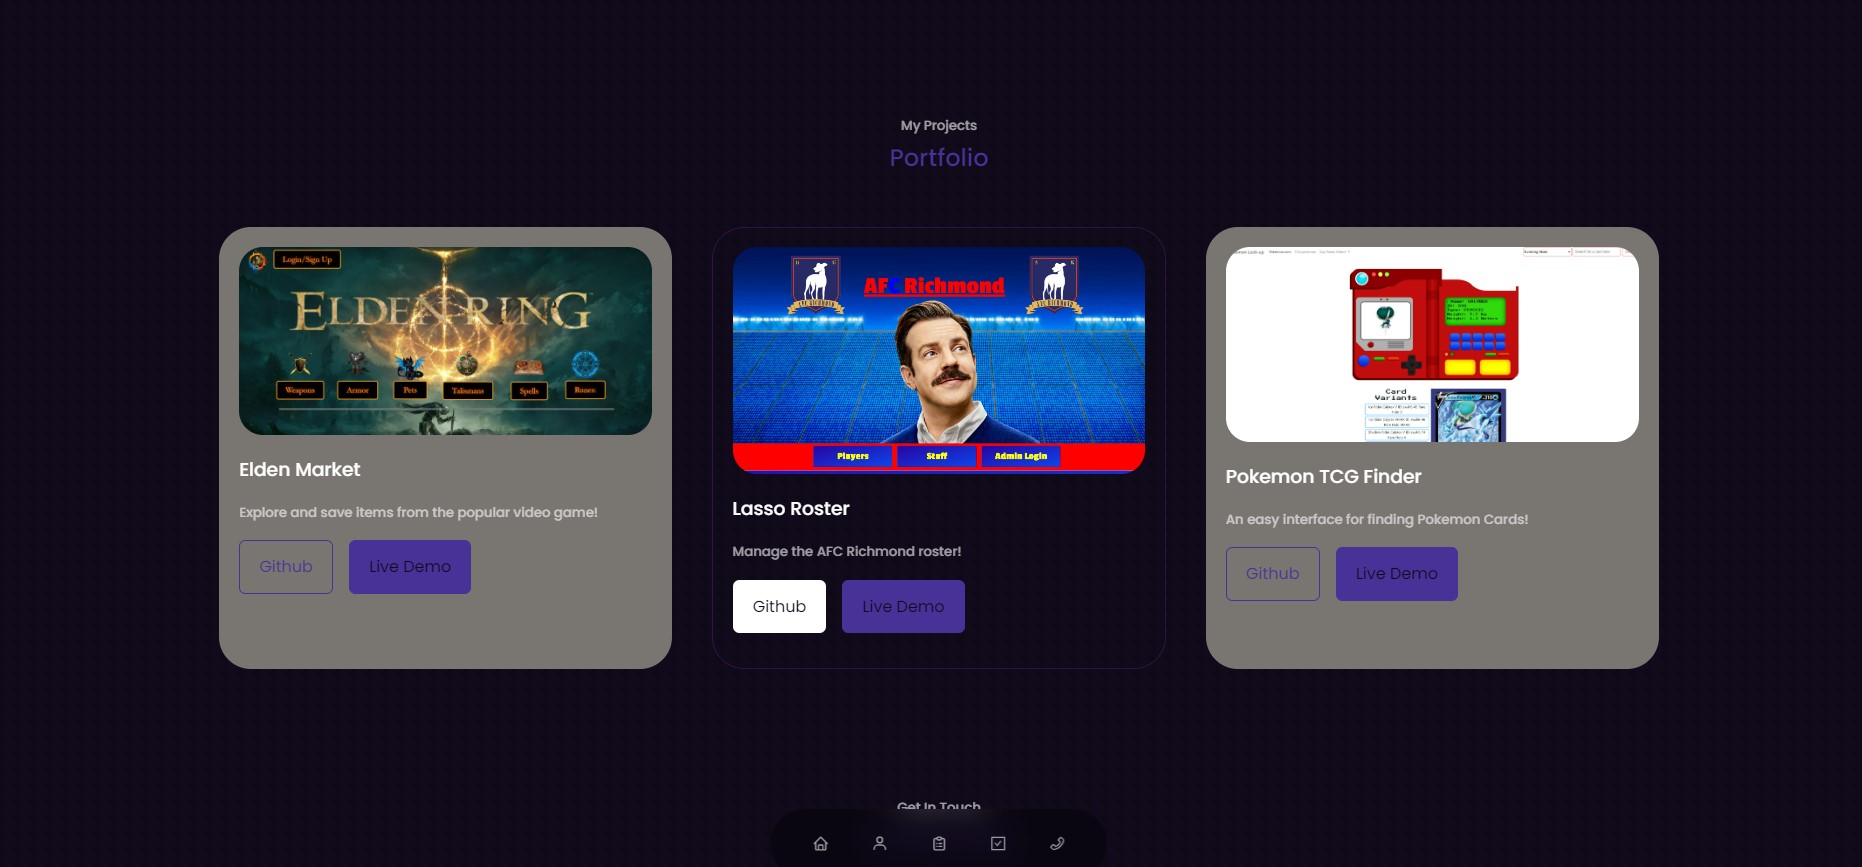 My Projects
Portfolio
Login/Sign Up
ELDEN RING
Weapons
Armor
Pets
Talismans
Spells
Runes
Elden Market
Explore and save items from the popular video game!
Github
Live Demo
AFC Richmond
Players
Staff
Admin Login
Lasso Roster
Manage the AFC Richmond roster!
Github
Live Demo
Card
Variants
Pokemon TCG Finder
An easy interface for finding Pokemon Cards!
Github
Live Demo
Get In Touch